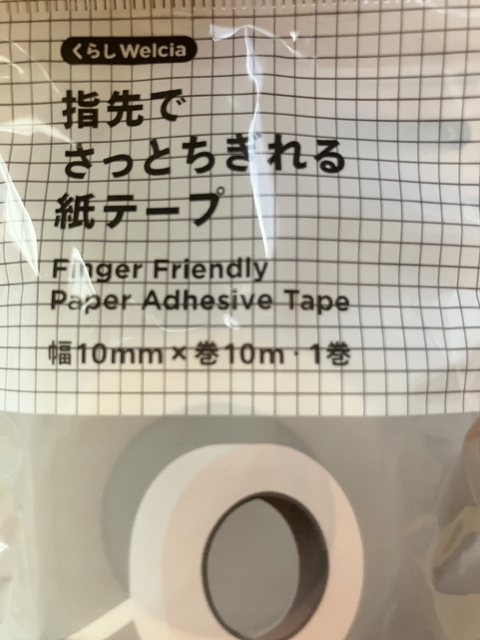 くらしWelcia
指先で
さっとちぎれる
紙テープ
Finger Friendly
Paper Adhesive Tape
幅10mm×巻10m・1巻